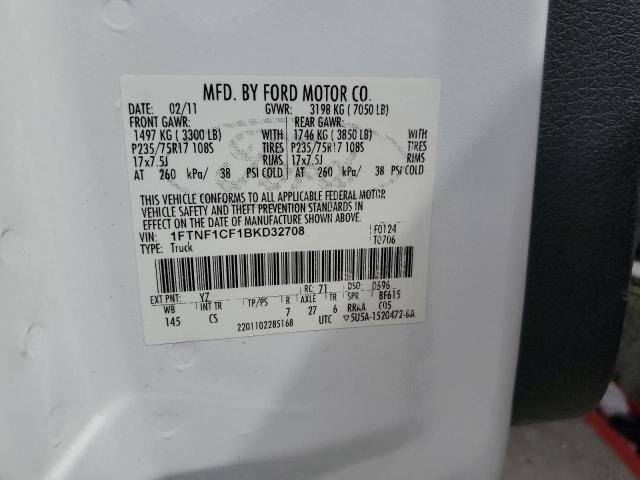 MFD. BY FORD MOTOR CO.
DATE: 02/11 GVWR: 3198 KG ( 7050 LB)
FRONT GAWR: REAR GAWR:
1497 KG ( 3300 LB) WITH 1746 KG ( 3850 LB) WITH
P235/75R17 108S TIRES P235/75R17 108S TIRES
17x7.5J RIMS 17x7.5J RIMS
AT 260 kPa/ 38 PSI COLD AT 260 kPa/ 38 PSI COLD
THIS VEHICLE CONFORMS TO ALL APPLICABLE FEDERAL MOTOR
VEHICLE SAFETY AND THEFT PREVENTION STANDARDS IN
EFFECT ON THE DATE OF MANUFACTURE SHOWN ABOVE.
VIN: 1FTNF1CF1BKD32708 F0124
TYPE: Truck T0706
EXT PNT: YZ RC: 71 DSO: 0696
WB INT TR TP/PS R AXLE TR SPR BF615
145 CS 7 27 6 RRAA C05
2201102285168 UTC ▽5U5A-1520472-6A